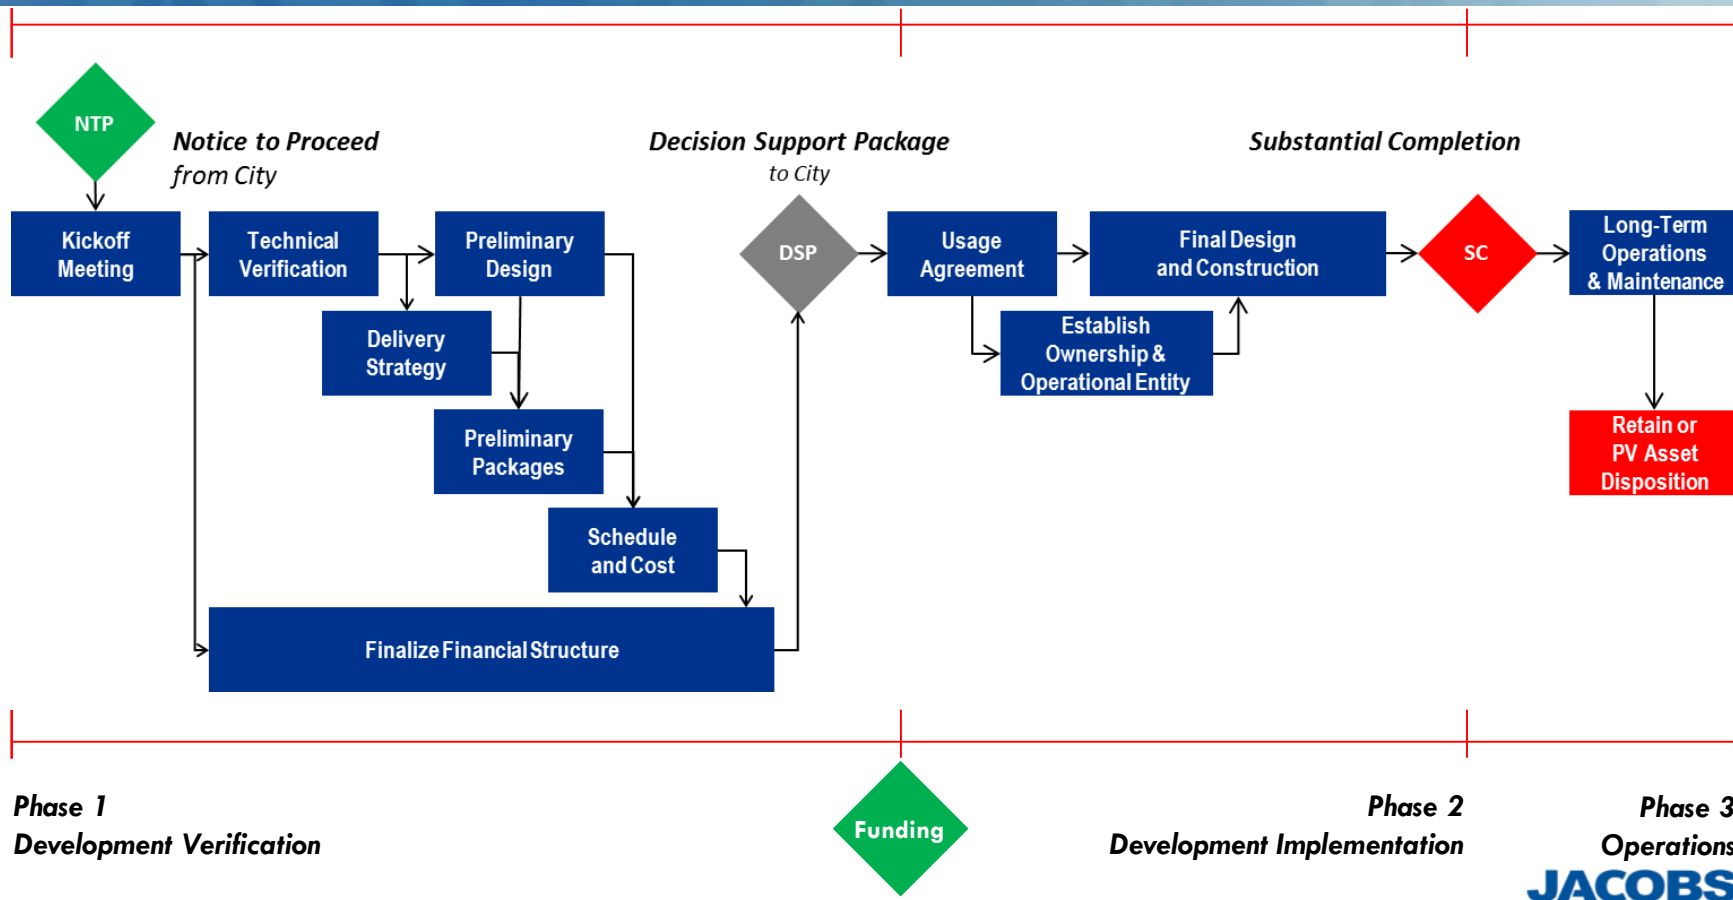 NTP
Notice to Proceed
from City
Decision Support Package
to City
Substantial Completion
Kickoff
Meeting
Technical
Verification
Preliminary
Design
DSP
Usage
Agreement
Final Design
and Construction
SC
Long-Term
Operations
& Maintenance
Delivery
Strategy
Establish
Ownership &
Operational Entity
Preliminary
Packages
Retain or
PV Asset
Disposition
Schedule
and Cost
Finalize Financial Structure
Phase 1
Development Verification
Funding
Phase 2
Development Implementation
Phase 3
Operations
JACOBS